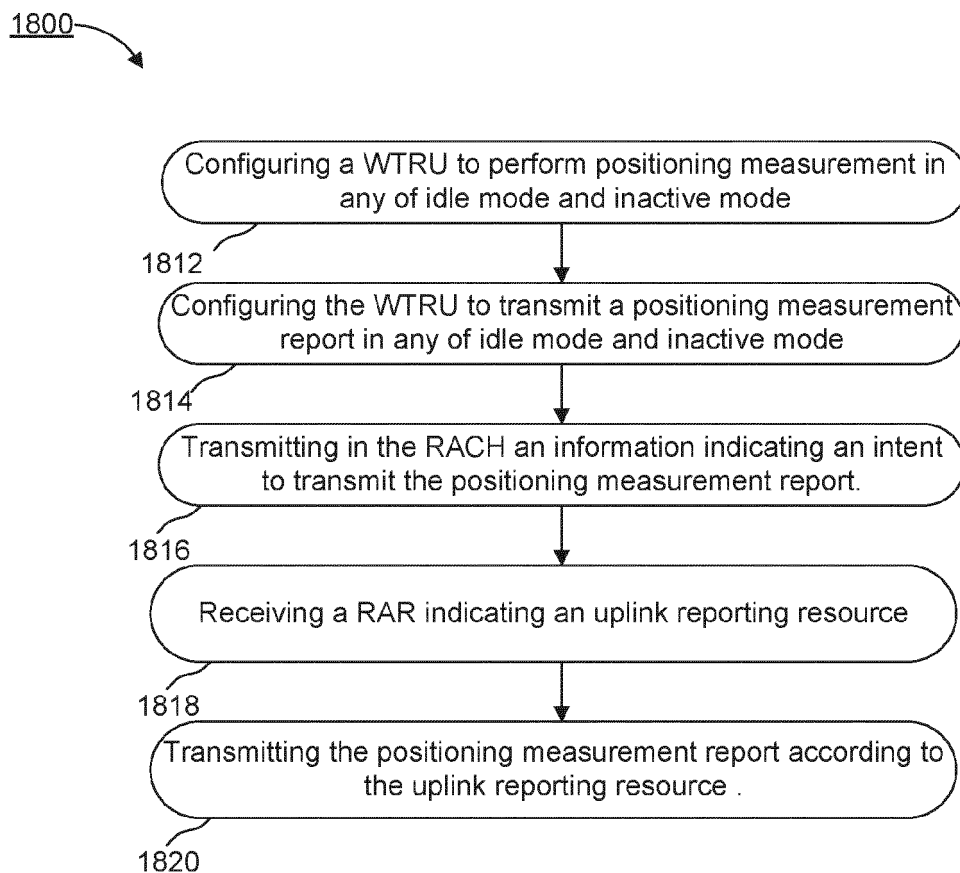 1800
Configuring a WTRU to perform positioning measurement in
any of idle mode and inactive mode
1812
Configuring the WTRU to transmit a positioning measurement
report in any of idle mode and inactive mode
1814
Transmitting in the RACH an information indicating an intent
to transmit the positioning measurement report.
1816
Receiving a RAR indicating an uplink reporting resource
1818
Transmitting the positioning measurement report according to
the uplink reporting resource .
1820